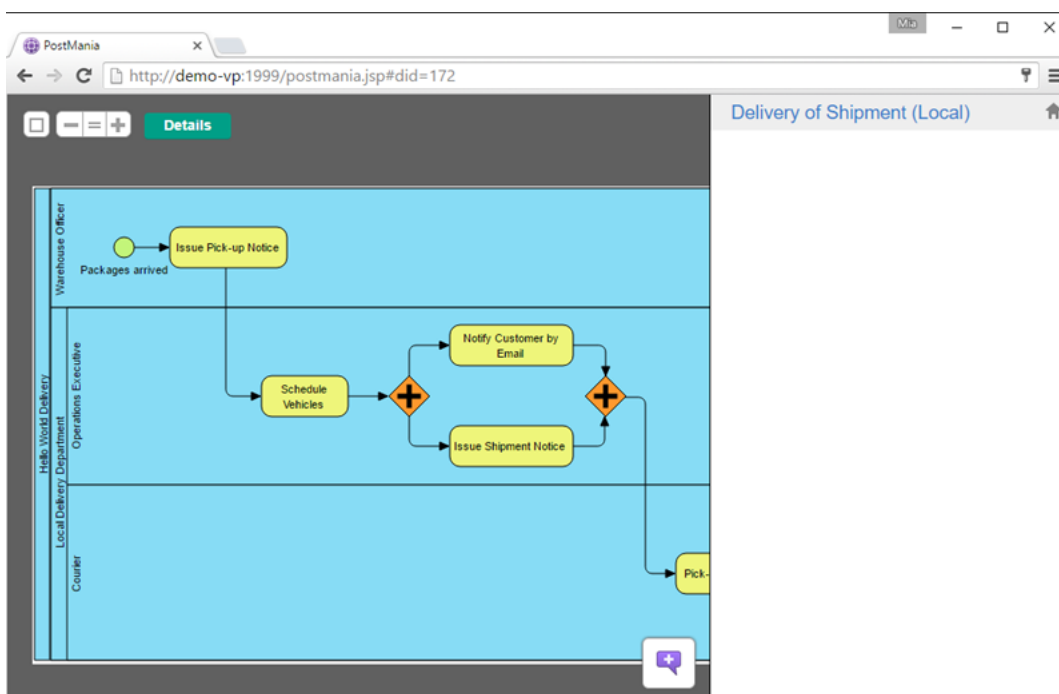 Mia
PostMania
http://demo-vp:1999/postmania.jsp#did=172
Details
Delivery of Shipment (Local)
Hello World Delivery
Warehouse Officer
Packages arrived
Issue Pick-up Notice
Local Delivery Department
Operations Executive
Schedule
Vehicles
Notify Customer by
Email
Issue Shipment Notice
Courier
Pick-